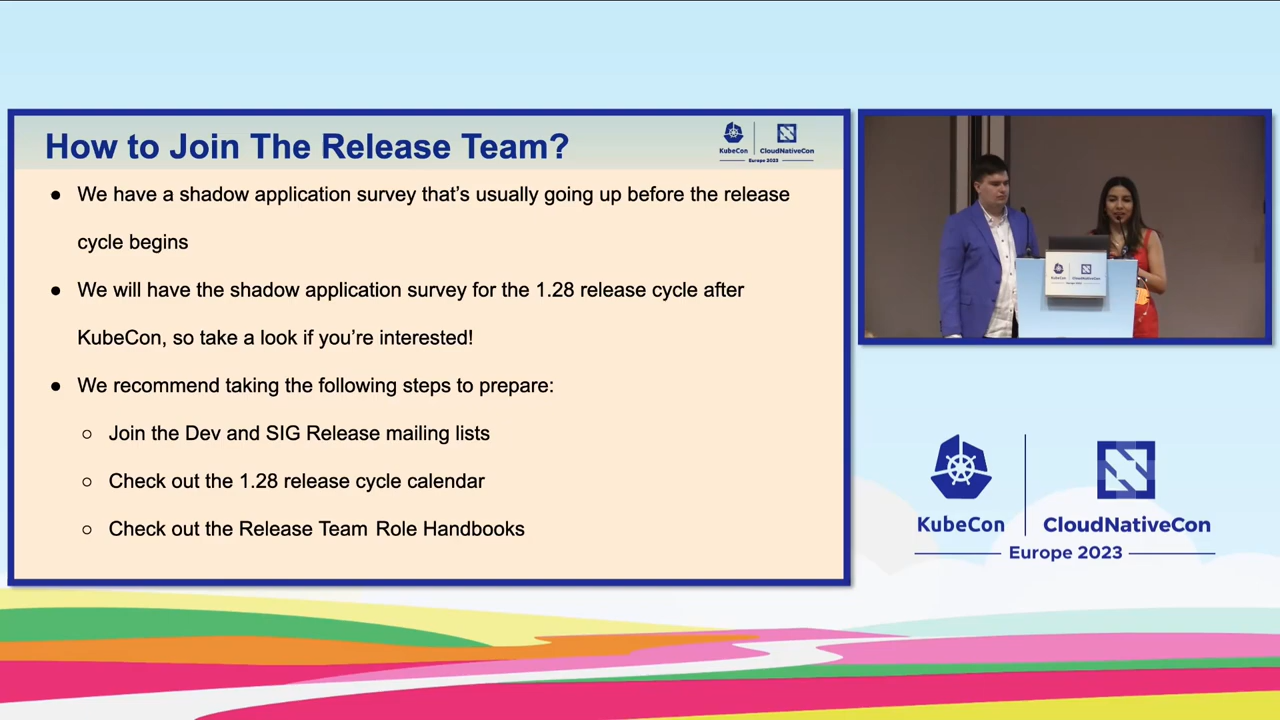 How to Join The Release Team?
KubeCon
CloudNativeCon
Europe 2023
● We have a shadow application survey that's usually going up before the release
cycle begins
● We will have the shadow application survey for the 1.28 release cycle after
KubeCon, so take a look if you're interested!
● We recommend taking the following steps to prepare:
○ Join the Dev and SIG Release mailing lists
○ Check out the 1.28 release cycle calendar
○ Check out the Release Team Role Handbooks
KubeCon
CloudNativeCon
KubeCon
CloudNativeCon
Europe 2023